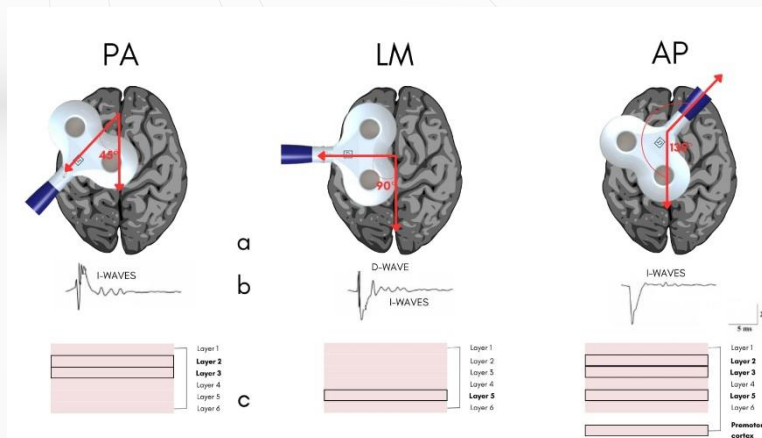 PA
LM
AP
45°
90°
135°
a
I-WAVES
D-WAVE
I-WAVES
I-WAVES
b
5 ms
Layer 1
Layer 2
Layer 3
Layer 4
Layer 5
Layer 6
Layer 1
Layer 2
Layer 3
Layer 4
Layer 5
Layer 6
Layer 1
Layer 2
Layer 3
Layer 4
Layer 5
Layer 6
c
Premotor
cortex